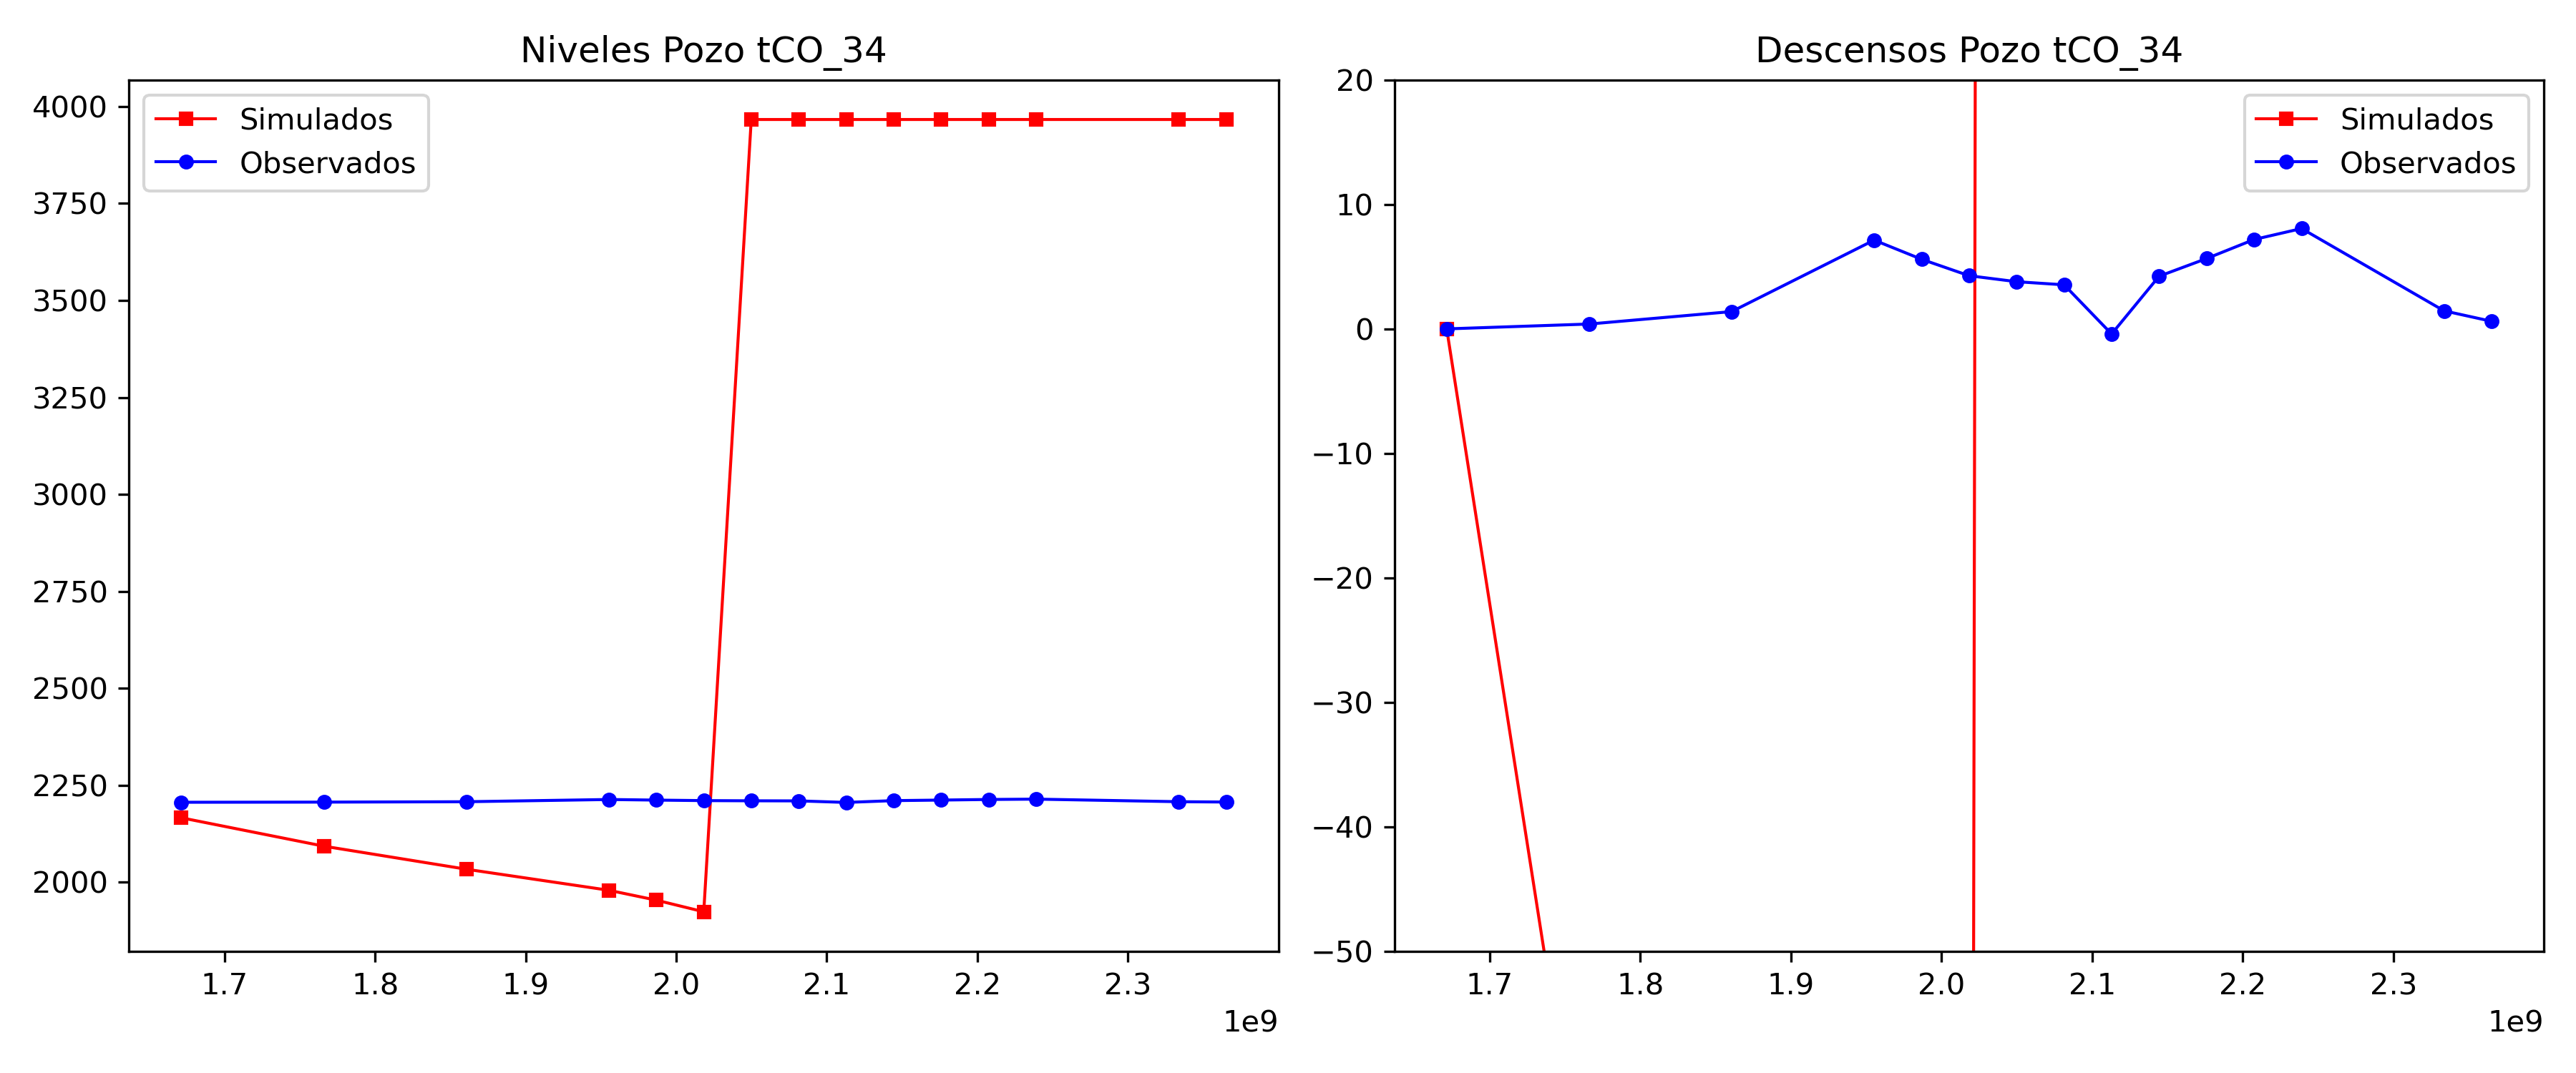 Niveles Pozo tCO_34
Simulados
Observados
4000
3750
3500
3250
3000
2750
2500
2250
2000
1.7 1.8 1.9 2.0 2.1 2.2 2.3
1e9
Descensos Pozo tCO_34
Simulados
Observados
20
10
0
−10
−20
−30
−40
−50
1.7 1.8 1.9 2.0 2.1 2.2 2.3
1e9